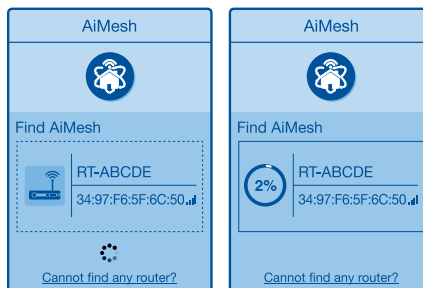 AiMesh
Find AiMesh
RT-ABCDE
34:97:F6:5F:6C:50
Cannot find any router?
AiMesh
Find AiMesh
2%
RT-ABCDE
34:97:F6:5F:6C:50
Cannot find any router?